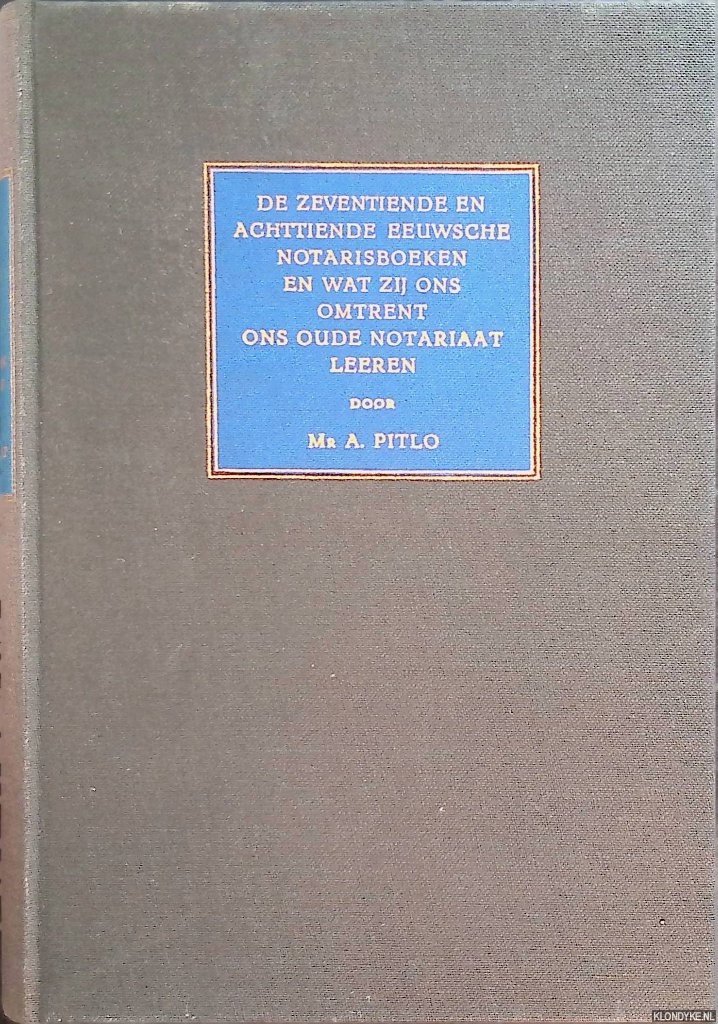 DE ZEVENTIENDE EN
ACHTTIENDE EEUWSCHE
NOTARISBOEKEN
EN WAT ZIJ ONS
OMTRENT
ONS OUDE NOTARIAAT
LEEREN
DOOR
MR A. PITLO
KLONDYKE.NL